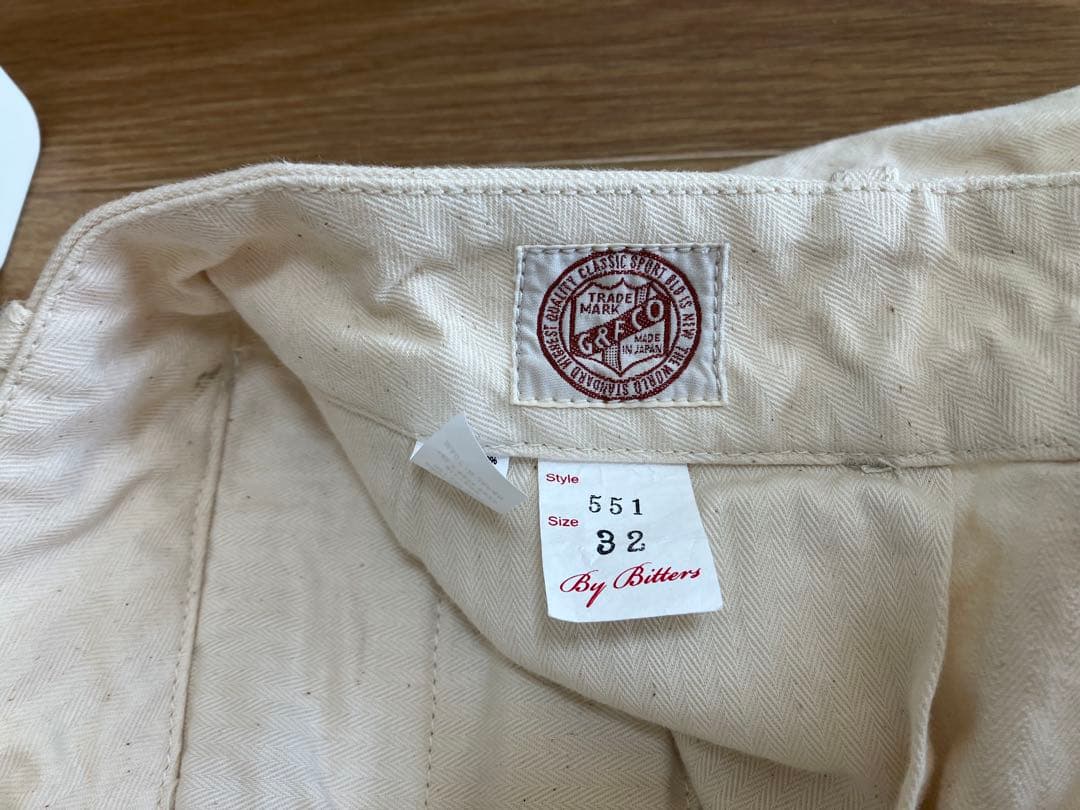 HIGHEST QUALITY CLASSIC SPORT OLD IS NEW THE WORLD STANDARD
TRADE
MARK
G&F.CO
MADE
IN JAPAN
%
Style
551
Size
32
By Bitters